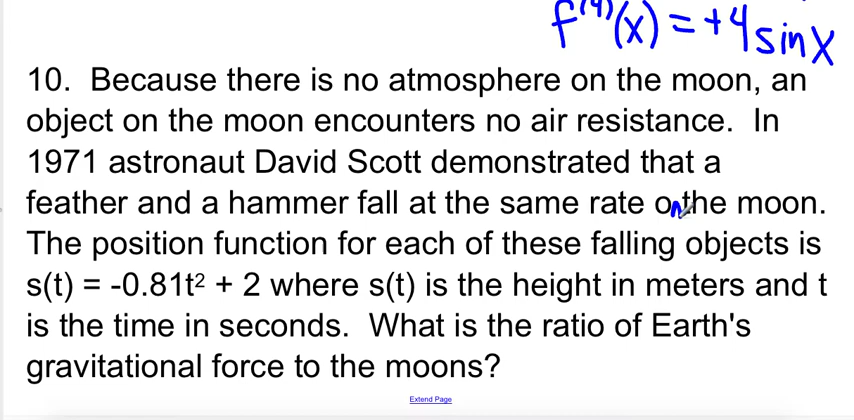 f⁽⁴⁾(x) = +4 sin x
10. Because there is no atmosphere on the moon, an
object on the moon encounters no air resistance. In
1971 astronaut David Scott demonstrated that a
feather and a hammer fall at the same rate on the moon.
The position function for each of these falling objects is
s(t) = -0.81t² + 2 where s(t) is the height in meters and t
is the time in seconds. What is the ratio of Earth's
gravitational force to the moons?
Extend Page